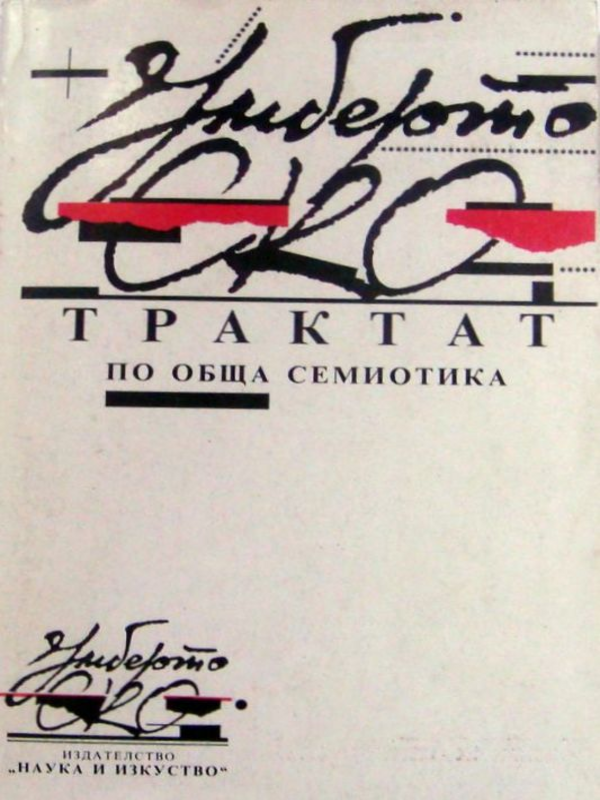 Умберто
ЕКО
ТРАКТАТ
ПО ОБЩА СЕМИОТИКА
Умберто
ЕКО
ИЗДАТЕЛСТВО
„НАУКА И ИЗКУСТВО“